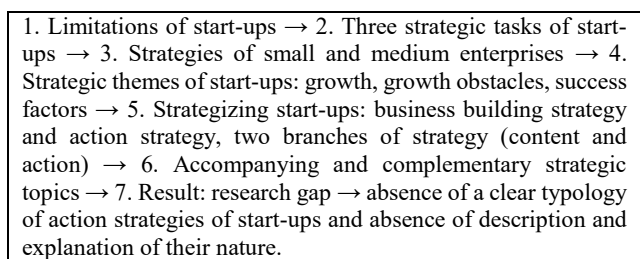 1. Limitations of start-ups → 2. Three strategic tasks of start-
ups → 3. Strategies of small and medium enterprises → 4.
Strategic themes of start-ups: growth, growth obstacles, success
factors → 5. Strategizing start-ups: business building strategy
and action strategy, two branches of strategy (content and
action) → 6. Accompanying and complementary strategic
topics → 7. Result: research gap → absence of a clear typology
of action strategies of start-ups and absence of description and
explanation of their nature.